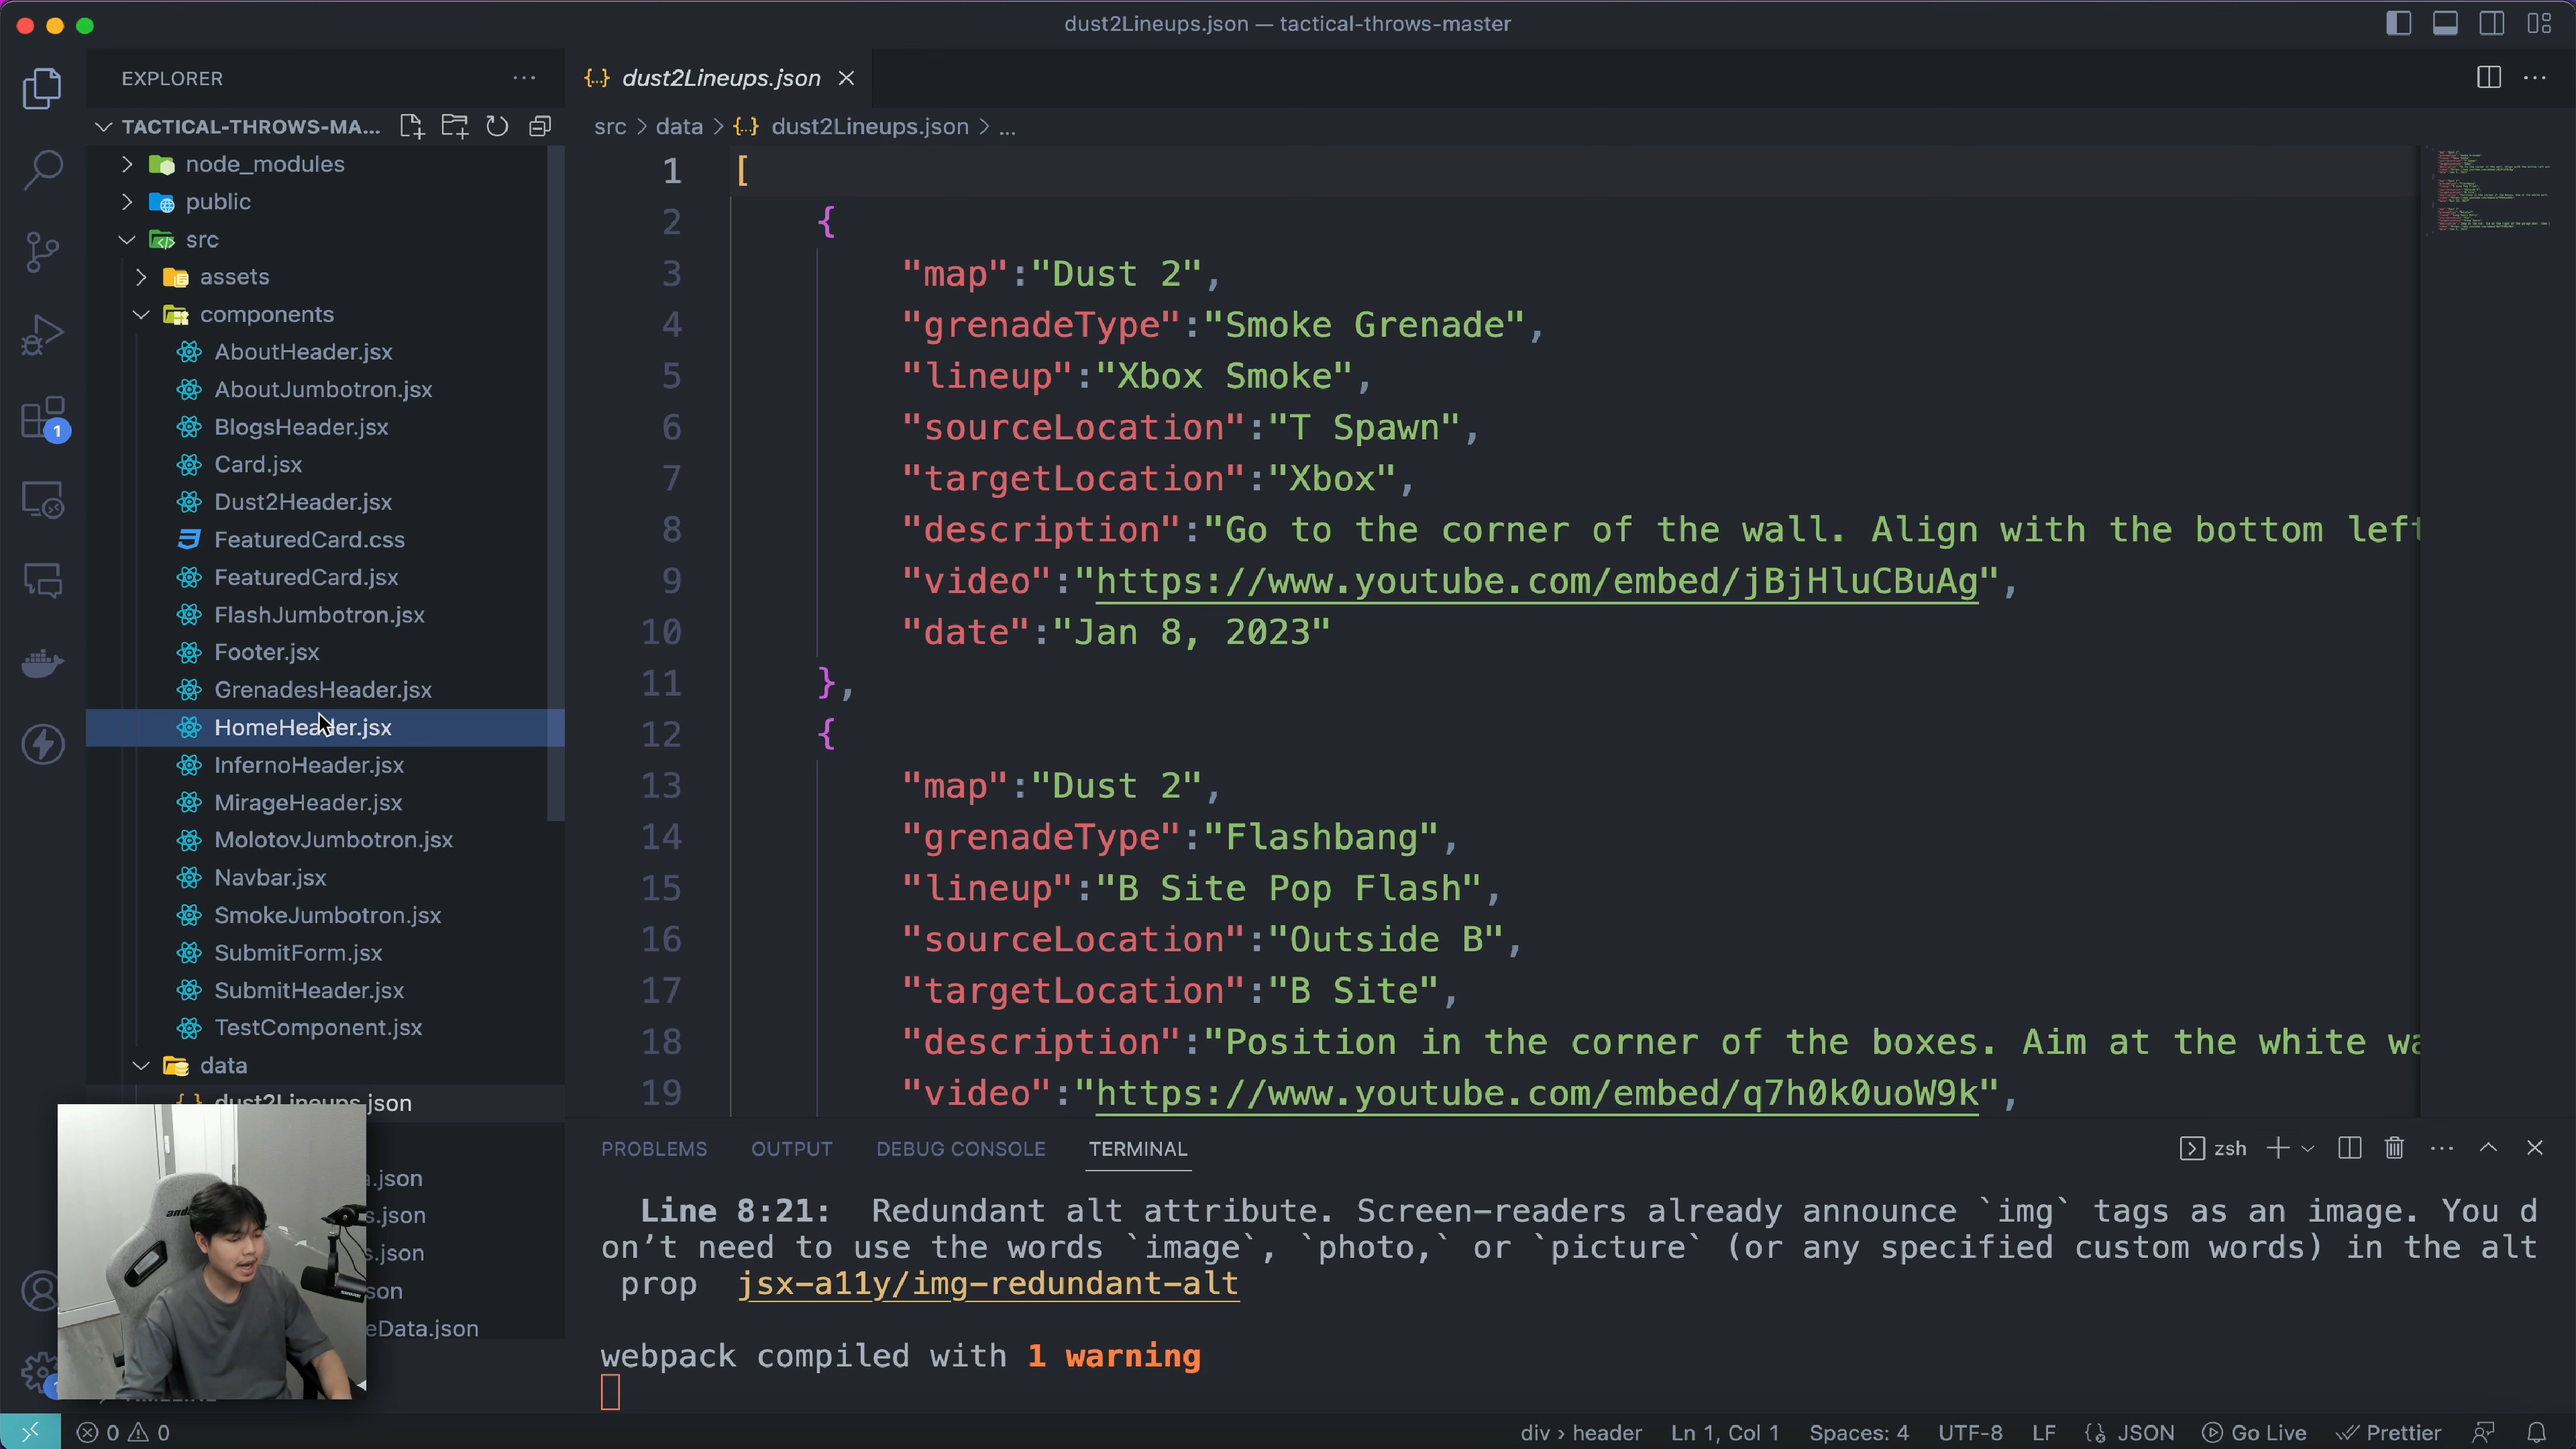 dust2Lineups.json — tactical-throws-master
EXPLORER
TACTICAL-THROWS-MA...
node_modules
public
src
assets
components
AboutHeader.jsx
AboutJumbotron.jsx
BlogsHeader.jsx
Card.jsx
Dust2Header.jsx
FeaturedCard.css
FeaturedCard.jsx
FlashJumbotron.jsx
Footer.jsx
GrenadesHeader.jsx
HomeHeader.jsx
InfernoHeader.jsx
MirageHeader.jsx
MolotovJumbotron.jsx
Navbar.jsx
SmokeJumbotron.jsx
SubmitForm.jsx
SubmitHeader.jsx
TestComponent.jsx
data
dust2Lineups.json
.json
s.json
s.json
son
eData.json
1
{..} dust2Lineups.json
src > data > {..} dust2Lineups.json > ...
1 [
2 {
3 "map":"Dust 2",
4 "grenadeType":"Smoke Grenade",
5 "lineup":"Xbox Smoke",
6 "sourceLocation":"T Spawn",
7 "targetLocation":"Xbox",
8 "description":"Go to the corner of the wall. Align with the bottom left
9 "video":"https://www.youtube.com/embed/jBjHluCBuAg",
10 "date":"Jan 8, 2023"
11 },
12 {
13 "map":"Dust 2",
14 "grenadeType":"Flashbang",
15 "lineup":"B Site Pop Flash",
16 "sourceLocation":"Outside B",
17 "targetLocation":"B Site",
18 "description":"Position in the corner of the boxes. Aim at the white wa
19 "video":"https://www.youtube.com/embed/q7h0k0uoW9k",
PROBLEMS OUTPUT DEBUG CONSOLE TERMINAL zsh
Line 8:21: Redundant alt attribute. Screen-readers already announce `img` tags as an image. You d
on't need to use the words `image`, `photo,` or `picture` (or any specified custom words) in the alt
prop jsx-a11y/img-redundant-alt
webpack compiled with 1 warning
0 0 div › header Ln 1, Col 1 Spaces: 4 UTF-8 LF JSON Go Live Prettier